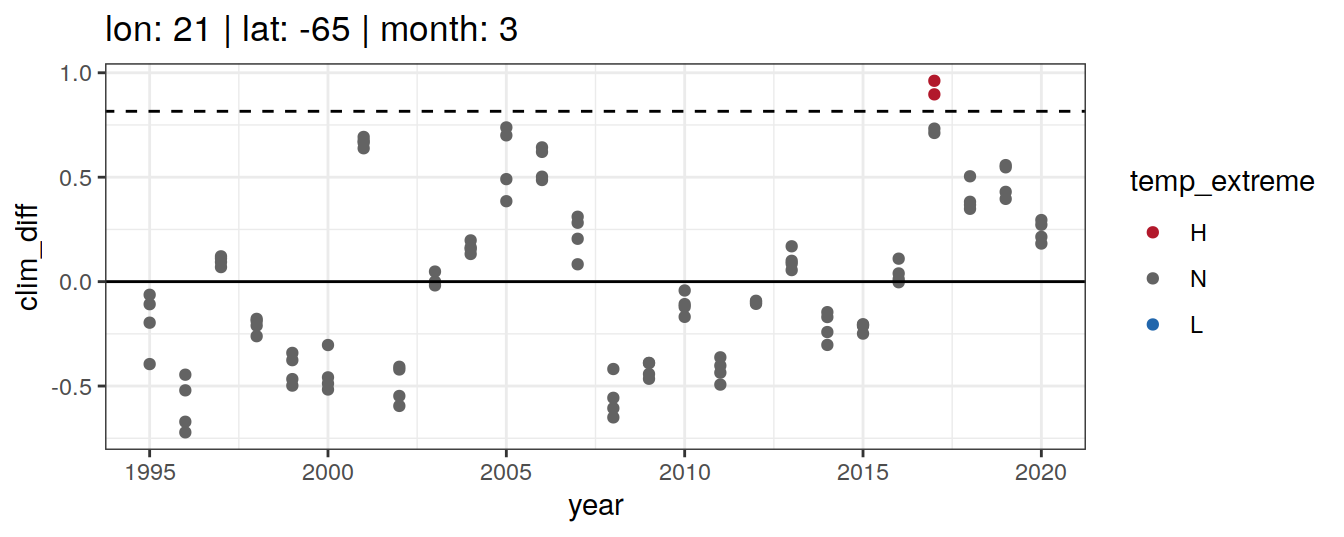 lon: 21 | lat: -65 | month: 3
1.0
0.5
0.0
-0.5
clim_diff
1995 2000 2005 2010 2015 2020
year
temp_extreme
H
N
L